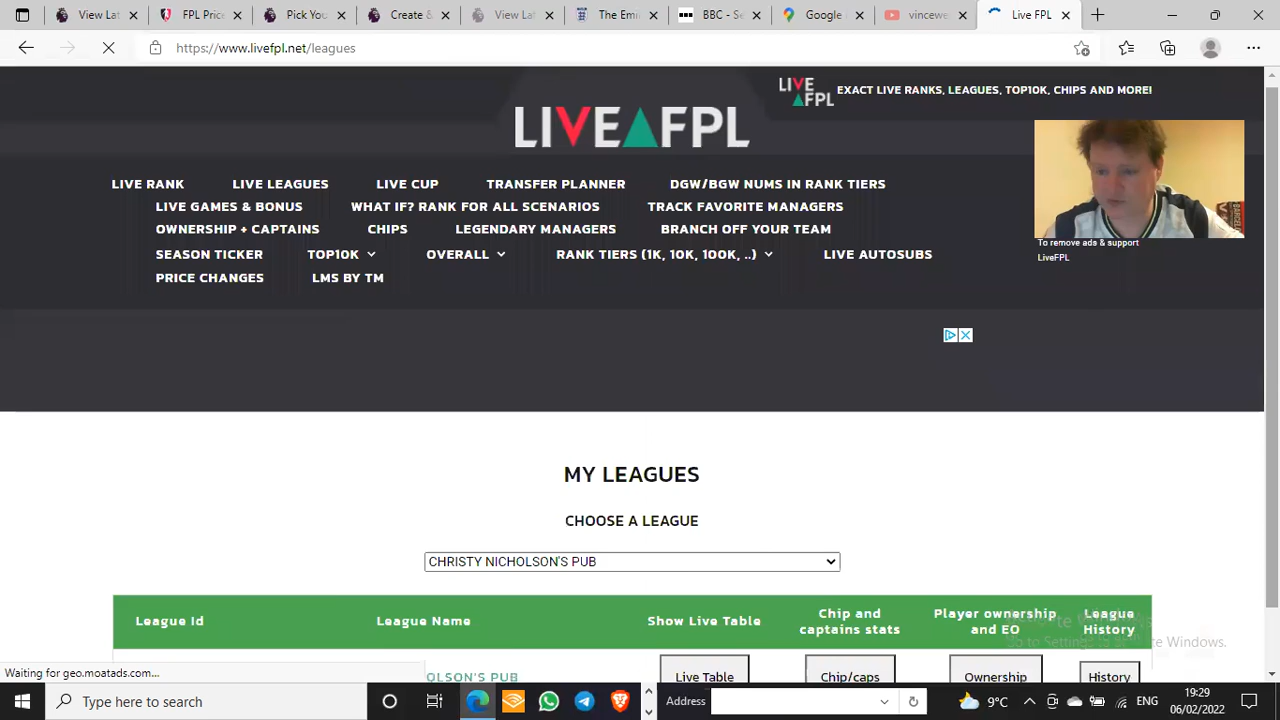 View Lat
FPL Price
Pick You
Create &
View Lat
The Emi
BBC - Se
Google
vincewe
Live FPL
https://www.livefpl.net/leagues
LIVE FPL
EXACT LIVE RANKS, LEAGUES, TOP10K, CHIPS AND MORE!
LIVE FPL
LIVE RANK LIVE LEAGUES LIVE CUP TRANSFER PLANNER DGW/BGW NUMS IN RANK TIERS
LIVE GAMES & BONUS WHAT IF? RANK FOR ALL SCENARIOS TRACK FAVORITE MANAGERS
OWNERSHIP + CAPTAINS CHIPS LEGENDARY MANAGERS BRANCH OFF YOUR TEAM
SEASON TICKER TOP10K OVERALL RANK TIERS (1K, 10K, 100K, ..) LIVE AUTOSUBS
PRICE CHANGES LMS BY TM
To remove ads & support
LiveFPL
MY LEAGUES
CHOOSE A LEAGUE
CHRISTY NICHOLSON'S PUB
League Id League Name Show Live Table Chip and captains stats Player ownership and EO League History
OLSON'S PUB Live Table Chip/caps Ownership History
Waiting for geo.moatads.com...
Type here to search
Address
9°C
ENG
19:29
06/02/2022